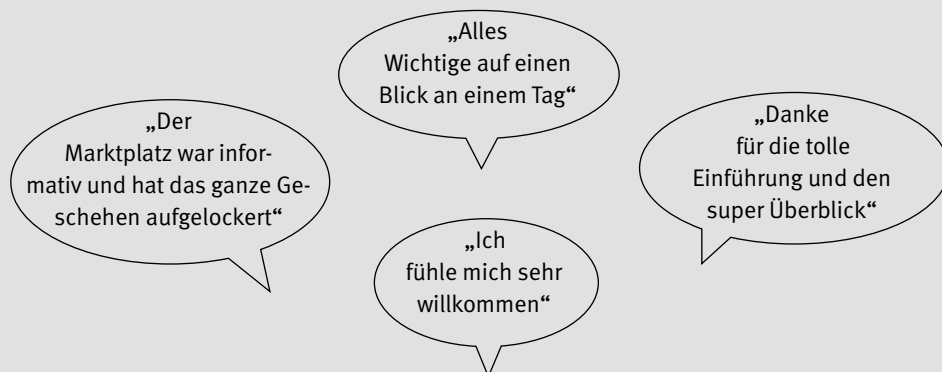 „Alles
Wichtige auf einen
Blick an einem Tag“
„Der
Marktplatz war infor-
mativ und hat das ganze Ge-
schehen aufgelockert“
„Danke
für die tolle
Einführung und den
super Überblick“
„Ich
fühle mich sehr
willkommen“